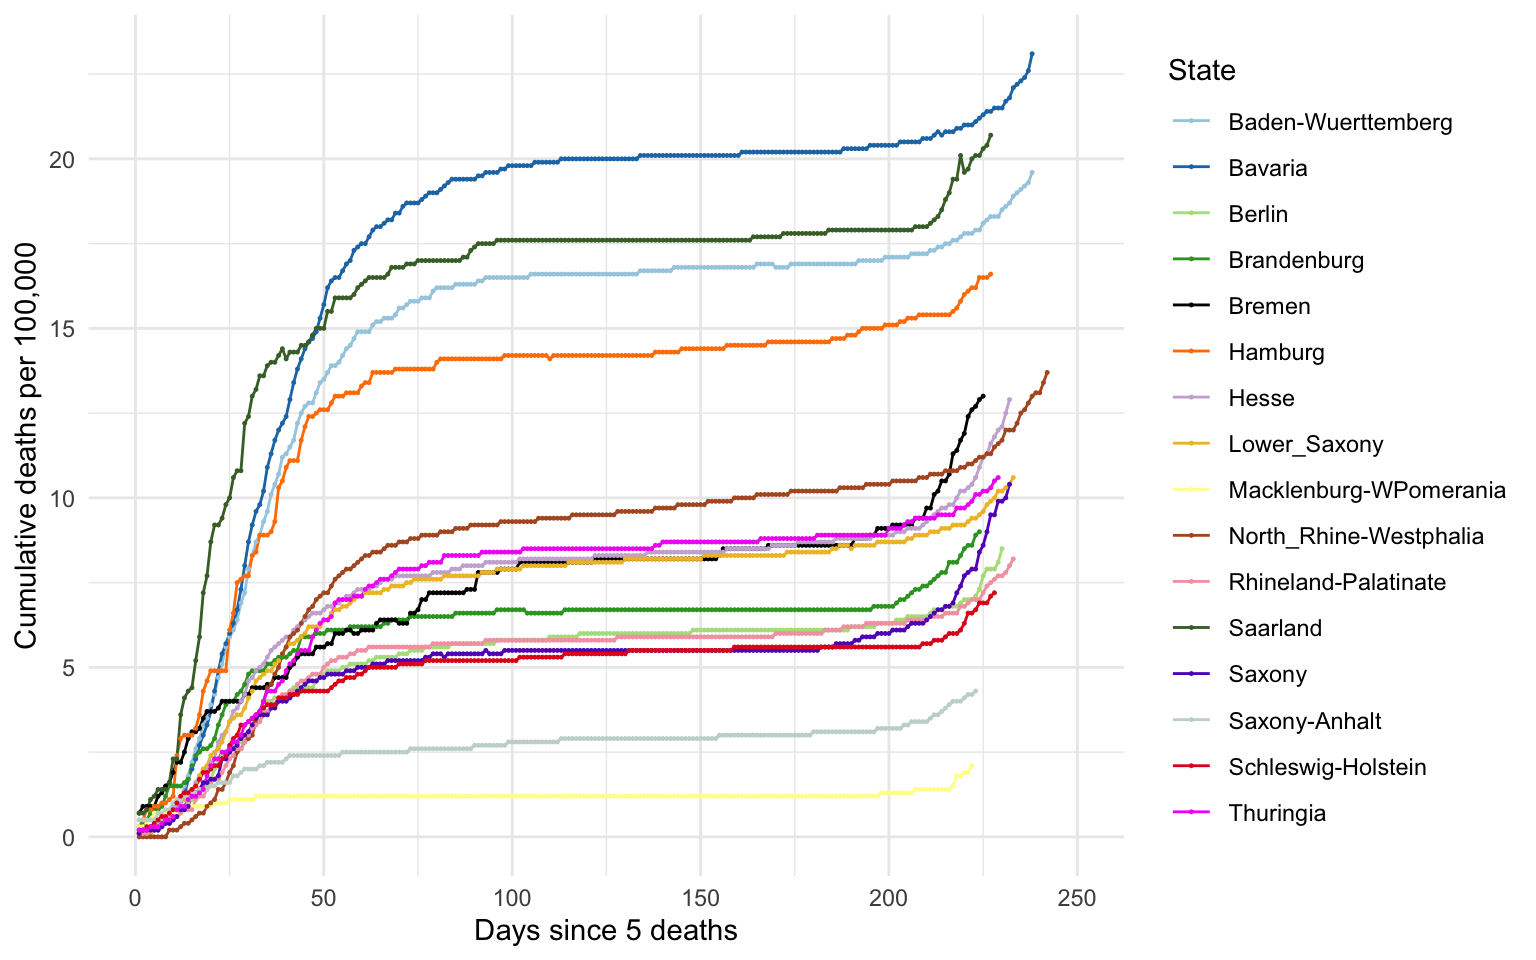 Cumulative deaths per 100,000
20
15
10
5
0
0 50 100 150 200 250
Days since 5 deaths
State
Baden-Wuerttemberg
Bavaria
Berlin
Brandenburg
Bremen
Hamburg
Hesse
Lower_Saxony
Macklenburg-WPomerania
North_Rhine-Westphalia
Rhineland-Palatinate
Saarland
Saxony
Saxony-Anhalt
Schleswig-Holstein
Thuringia